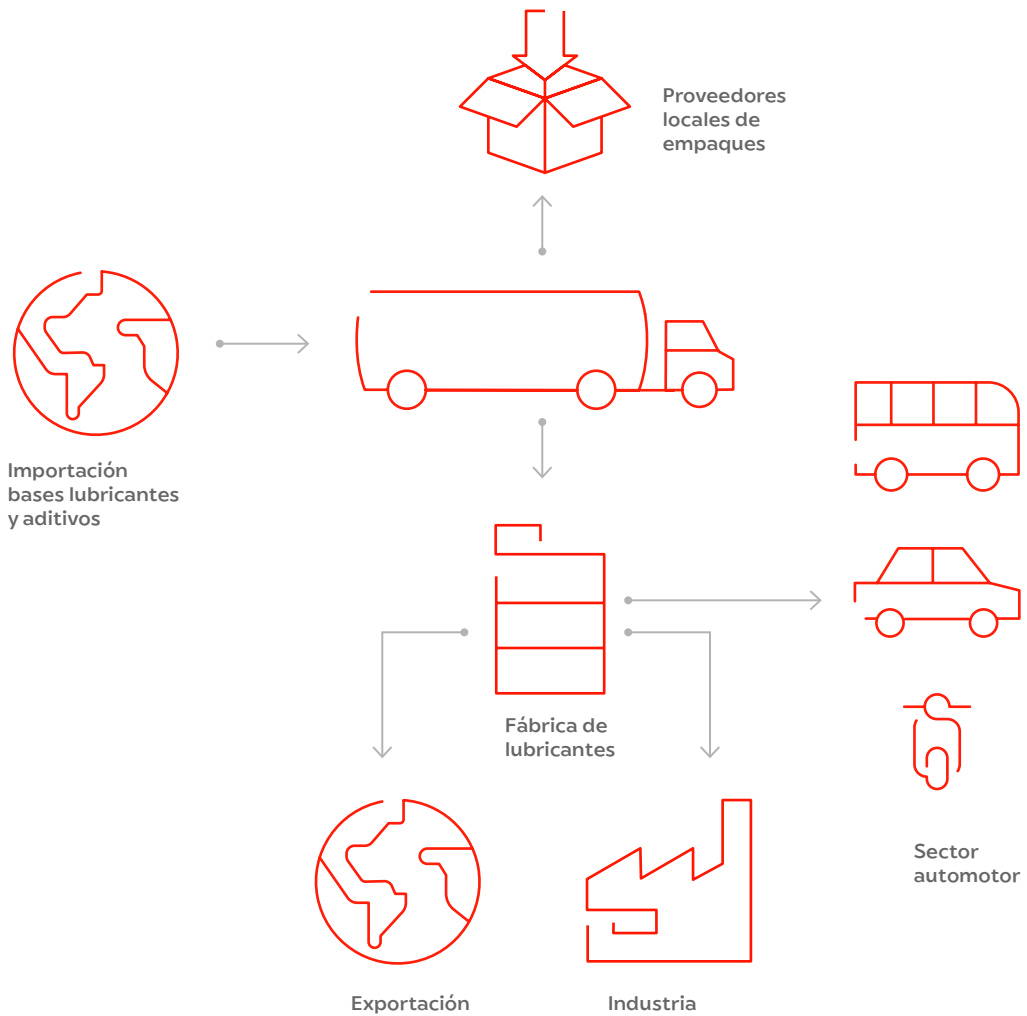 Proveedores
locales de
empaques
Importación
bases lubricantes
y aditivos
Fábrica de
lubricantes
Sector
automotor
Exportación
Industria